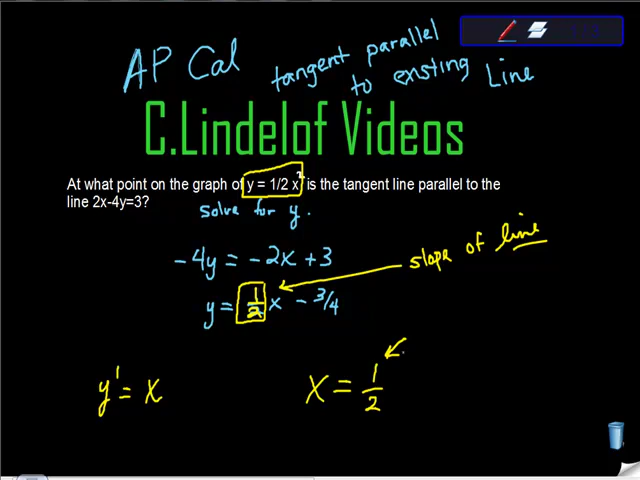 AP Cal tangent parallel
to existing Line
C.Lindelof Videos
At what point on the graph of y = 1/2 x² is the tangent line parallel to the
line 2x-4y=3?
solve for y.
-4y = -2x + 3
slope of line
y = 1/2 x - 3/4
y' = x
x = 1/2